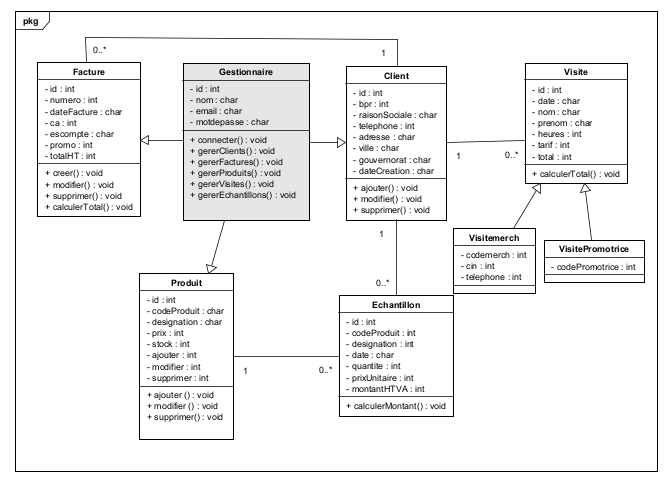 pkg
0..*
1
Facture
- id : int
- numero : int
- dateFacture : char
- ca : int
- escompte : char
- promo : int
- totalHT : int
+ creer() : void
+ modifier() : void
+ supprimer() : void
+ calculerTotal() : void
Gestionnaire
- id : int
- nom : char
- email : char
- motdepasse : char
+ connecter() : void
+ gererClients() : void
+ gererFactures() : void
+ gererProduits() : void
+ gererVisites() : void
+ gererEchantillons() : void
Client
- id : int
- bpr : int
- raisonSociale : char
- telephone : int
- adresse : char
- ville : char
- gouvernorat : char
- dateCreation : char
+ ajouter() : void
+ modifier() : void
+ supprimer() : void
1
0..*
Visite
- id : int
- date : char
- nom : char
- prenom : char
- heures : int
- tarif : int
- total : int
+ calculerTotal() : void
Visitemerch
- codemerch : int
- cin : int
- telephone : int
VisitePromotrice
- codePromotrice : int
1
0..*
Produit
- id : int
- codeProduit : char
- designation : char
- prix : int
- stock : int
- ajouter : int
- modifier : int
- supprimer : int
+ ajouter () : void
+ modifier () : void
+ supprimer() : void
1
0..*
Echantillon
- id : int
- codeProduit : int
- designation : int
- date : char
- quantite : int
- prixUnitaire : int
- montantHTVA : int
+ calculerMontant() : void